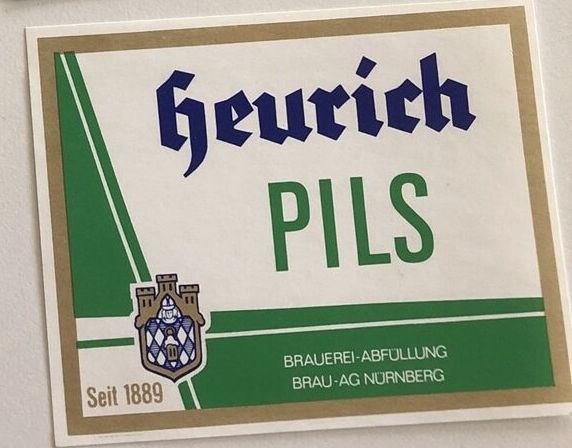 Heurich
PILS
BRAUEREI-ABFÜLLUNG
BRAU-AG NÜRNBERG
Seit 1889